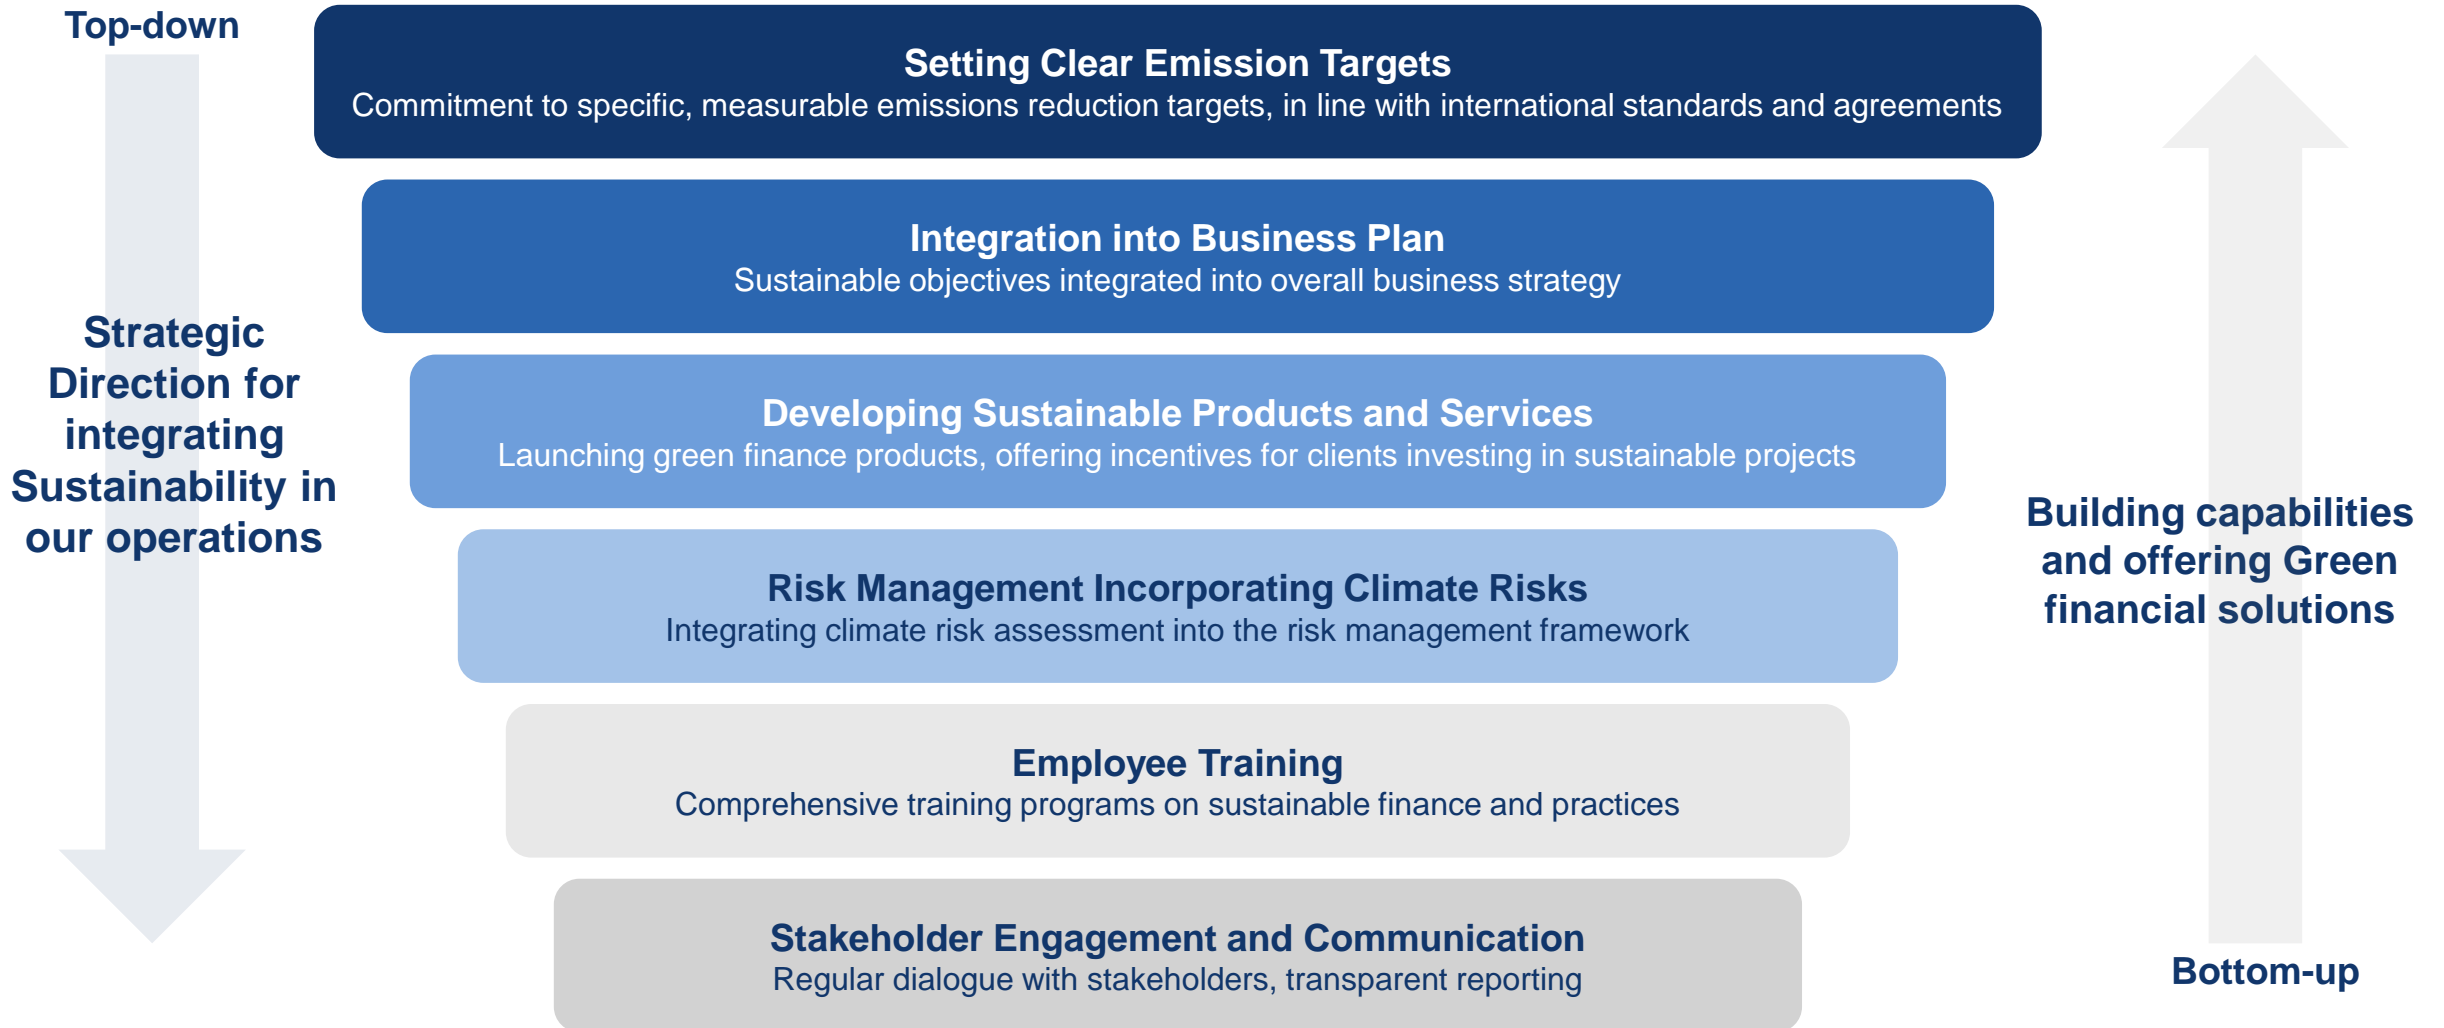 Top-down
Strategic
Direction for
integrating
Sustainability in
our operations
Setting Clear Emission Targets
Commitment to specific, measurable emissions reduction targets, in line with international standards and agreements
Integration into Business Plan
Sustainable objectives integrated into overall business strategy
Developing Sustainable Products and Services
Launching green finance products, offering incentives for clients investing in sustainable projects
Risk Management Incorporating Climate Risks
Integrating climate risk assessment into the risk management framework
Employee Training
Comprehensive training programs on sustainable finance and practices
Stakeholder Engagement and Communication
Regular dialogue with stakeholders, transparent reporting
Building capabilities
and offering Green
financial solutions
Bottom-up